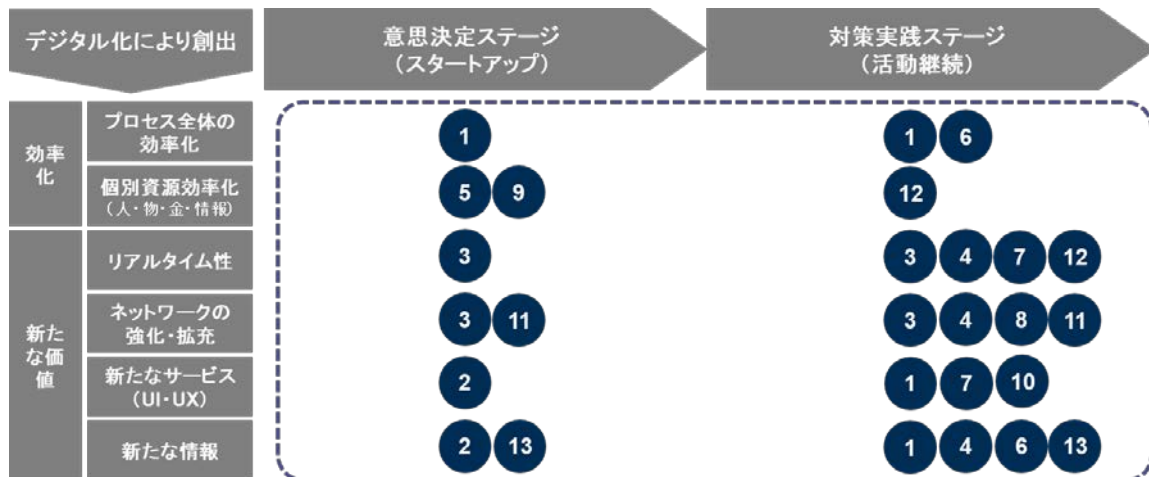 デジタル化により創出
意思決定ステージ
（スタートアップ）
対策実践ステージ
（活動継続）
効率
化
プロセス全体の
効率化
1
1 6
個別資源効率化
（人・物・金・情報）
5 9
12
新た
な価
値
リアルタイム性
3
3 4 7 12
ネットワークの
強化・拡充
3 11
3 4 8 11
新たなサービス
（UI・UX）
2
1 7 10
新たな情報
2 13
1 4 6 13